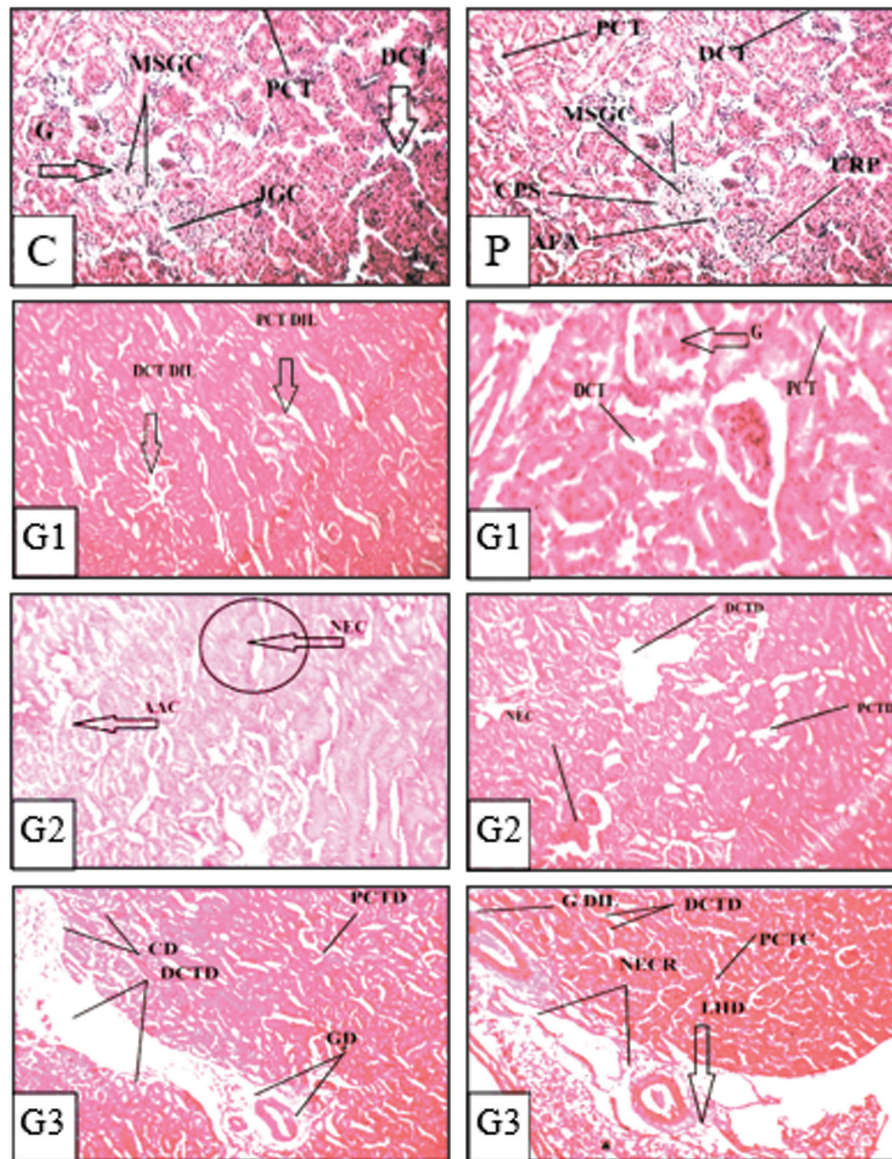 MSGC
PCT
DCT
G
JGC
C
PCT
DCT
MSGC
URP
CPS
AFA
P
PCT DIL
DCT DIL
G1
G
DCT
PCT
G1
NEC
AAC
G2
DCTD
NEC
PCTD
G2
PCTD
CD
DCTD
GD
G3
G DIL
DCTD
PCTC
NECR
LHD
*
G3